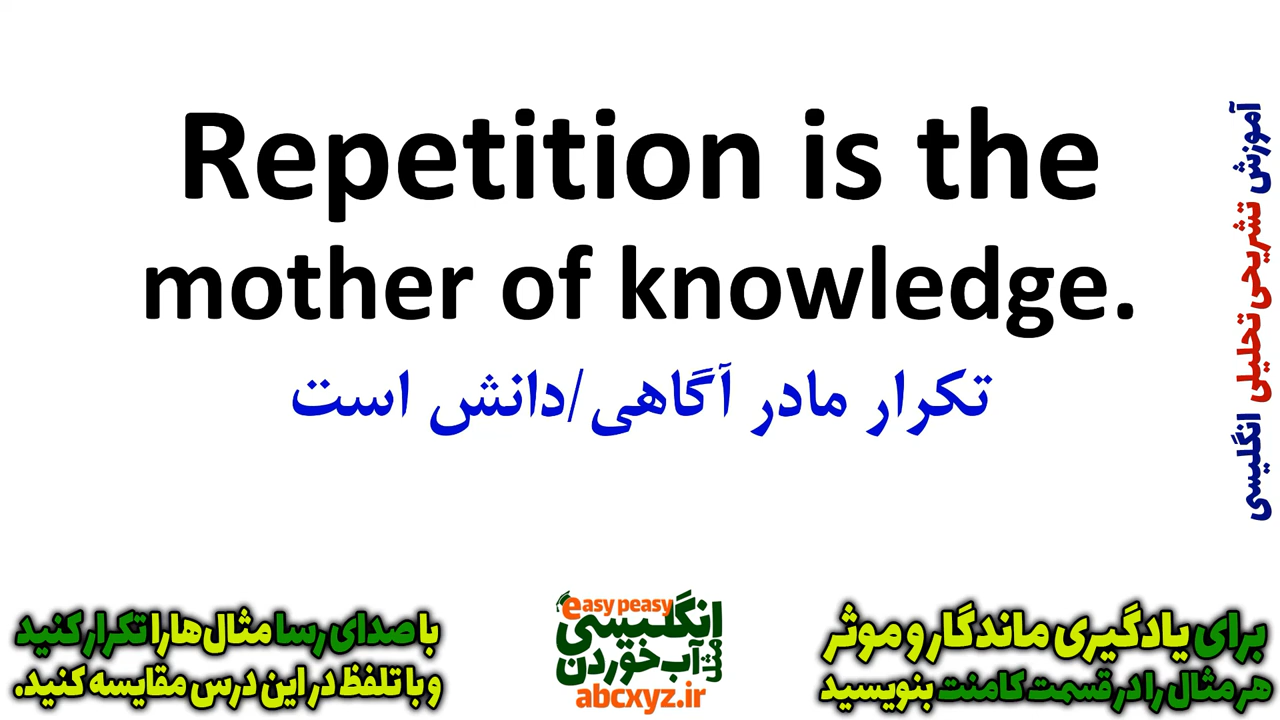 Repetition is the
mother of knowledge.
تکرار مادر آگاهی/دانش است
آموزش تشریحی تحلیلی انگلیسی
برای یادگیری ماندگار و موثر
هر مثال را در قسمت کامنت بنویسید
easy peasy
انگلیسی
مثل آب خوردن
abcxyz.ir
با صدای رسا مثال‌ها را تکرار کنید
و با تلفظ در این درس مقایسه کنید.